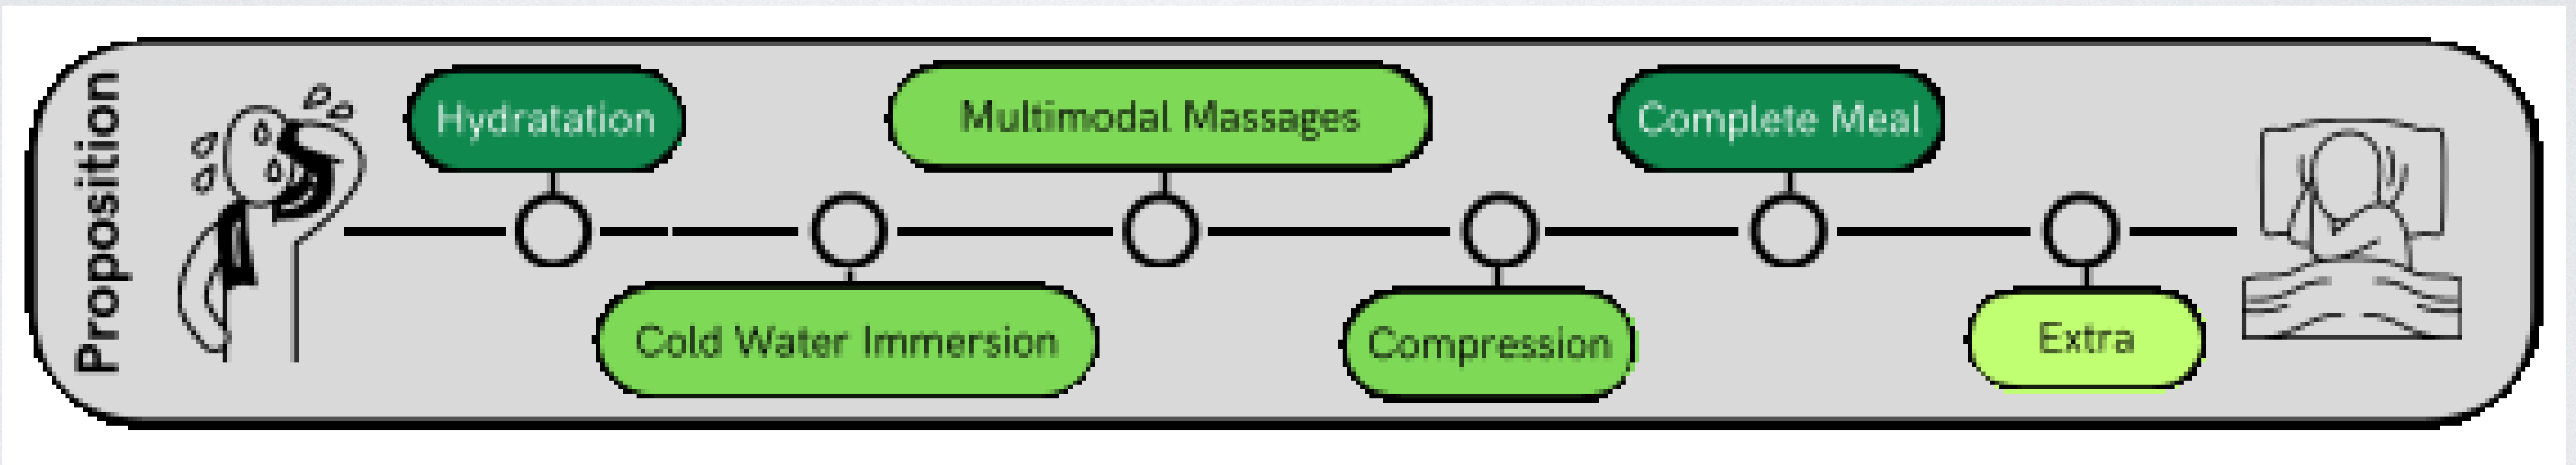 Proposition
Hydratation
Cold Water Immersion
Multimodal Massages
Compression
Complete Meal
Extra